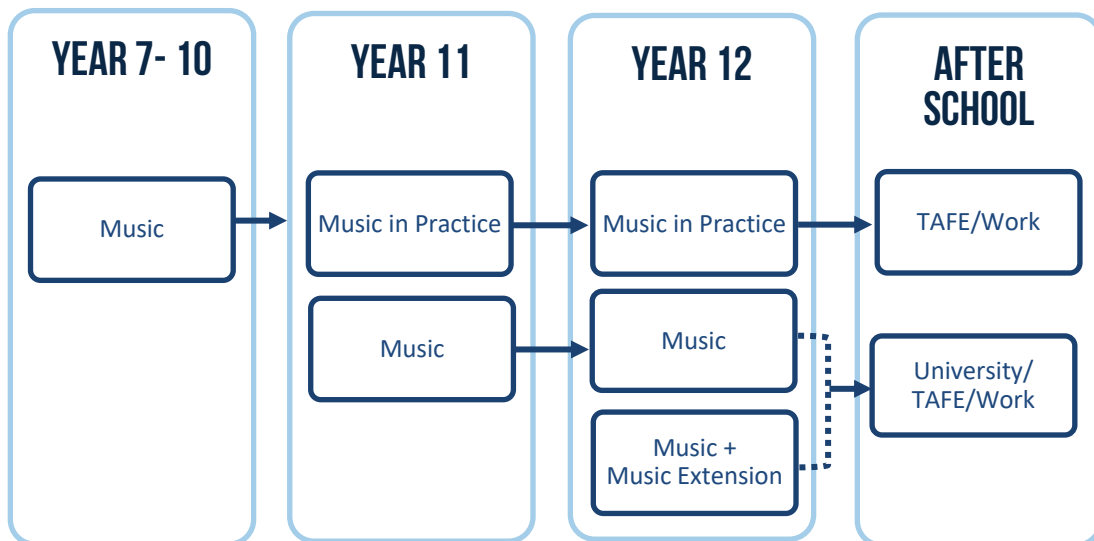 YEAR 7- 10
Music
YEAR 11
Music in Practice
Music
YEAR 12
Music in Practice
Music
Music +
Music Extension
AFTER
SCHOOL
TAFE/Work
University/
TAFE/Work